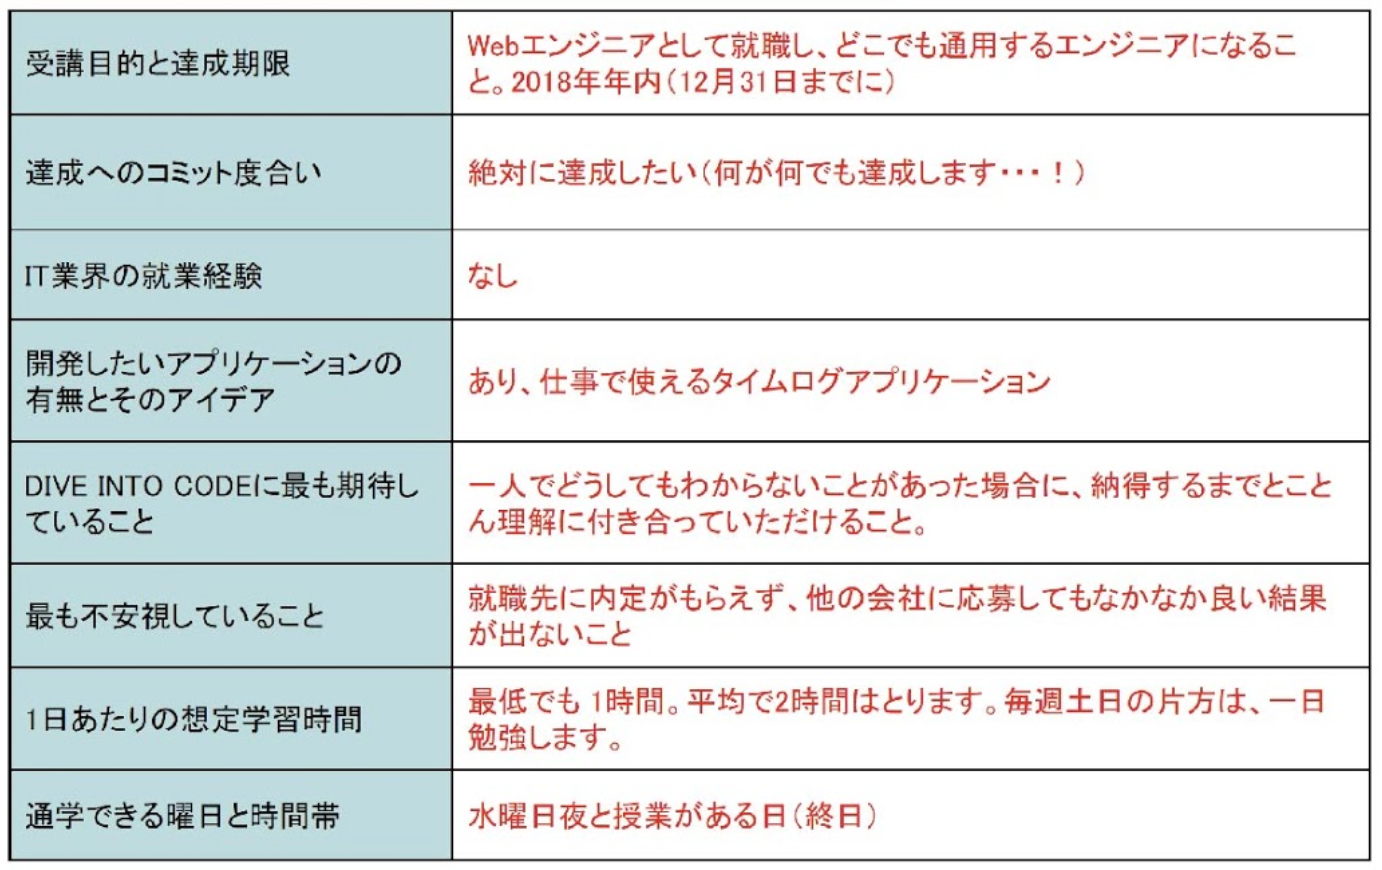 受講目的と達成期限
Webエンジニアとして就職し、どこでも通用するエンジニアになるこ
と。2018年年内(12月31日までに)
達成へのコミット度合い
絶対に達成したい(何が何でも達成します・・・！)
IT業界の就業経験
なし
開発したいアプリケーションの
有無とそのアイデア
あり、仕事で使えるタイムログアプリケーション
DIVE INTO CODEに最も期待し
ていること
一人でどうしてもわからないことがあった場合に、納得するまでとこと
ん理解に付き合っていただけること。
最も不安視していること
就職先に内定がもらえず、他の会社に応募してもなかなか良い結果
が出ないこと
1日あたりの想定学習時間
最低でも 1時間。平均で2時間はとります。毎週土日の片方は、一日
勉強します。
通学できる曜日と時間帯
水曜日夜と授業がある日(終日)